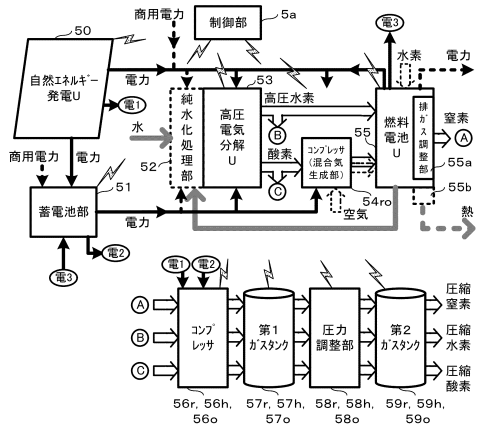 50
商用電力
制御部
5a
電3
水素
電力
自然エネルギー
発電U
電力
電1
水
商用電力
電力
51
蓄電池部
電力
電2
電3
52
純水化処理部
53
高圧
電気
分解
U
高圧水素
B
酸素
C
コンプレッサ
(混合気
生成部)
54ro
空気
55
燃料
電池
U
排ガス調整部
55a
55b
窒素
A
熱
電1
電2
A
B
C
コンプ
レッサ
56r, 56h,
56o
第1
ガスタンク
57r, 57h,
57o
圧力
調整部
58r, 58h,
58o
第2
ガスタンク
59r, 59h,
59o
圧縮
窒素
圧縮
水素
圧縮
酸素